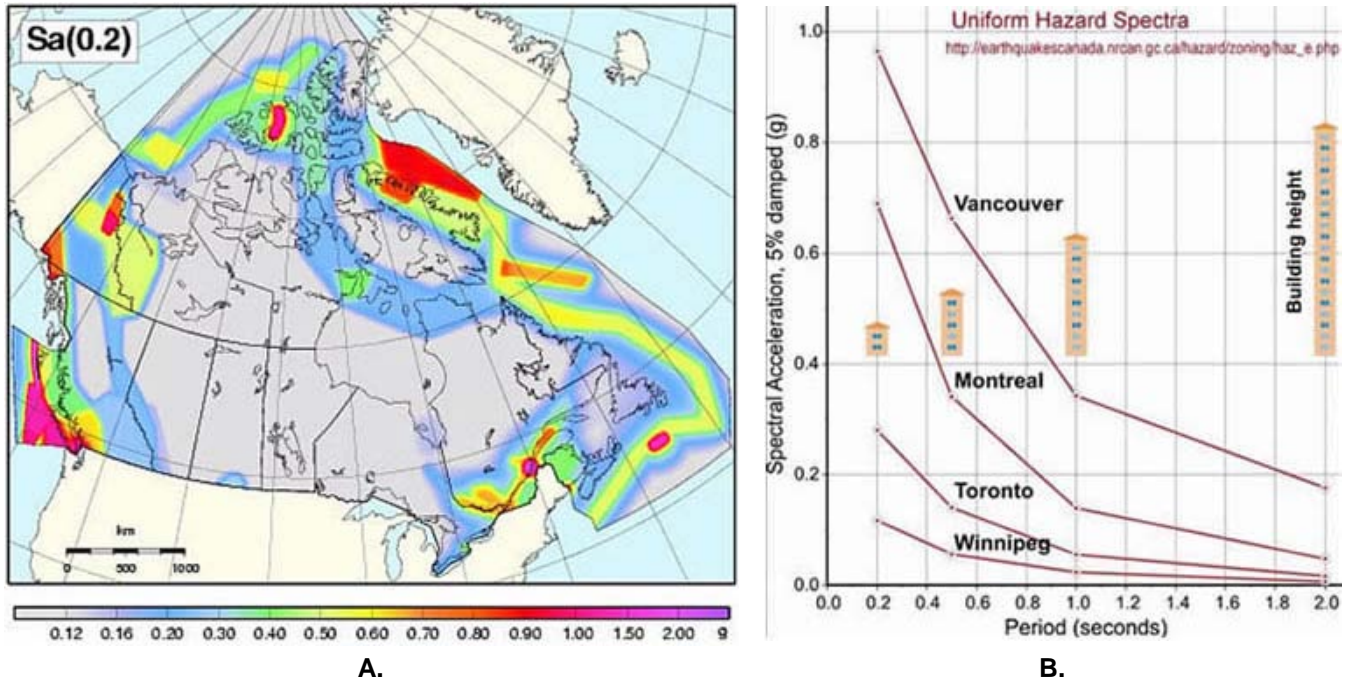 Sa(0.2)
km
0 500 1000
0.12 0.16 0.20 0.30 0.40 0.50 0.60 0.70 0.80 0.90 1.00 1.50 2.00 9
A.
Uniform Hazard Spectra
http://earthquakescanada.nrcan.gc.ca/hazard/zoning/haz_e.php
Spectral Acceleration, 5% damped (g)
1.0
0.8
0.6
0.4
0.2
0.0
Vancouver
Montreal
Toronto
Winnipeg
Building height
0.0 0.2 0.4 0.6 0.8 1.0 1.2 1.4 1.6 1.8 2.0
Period (seconds)
B.